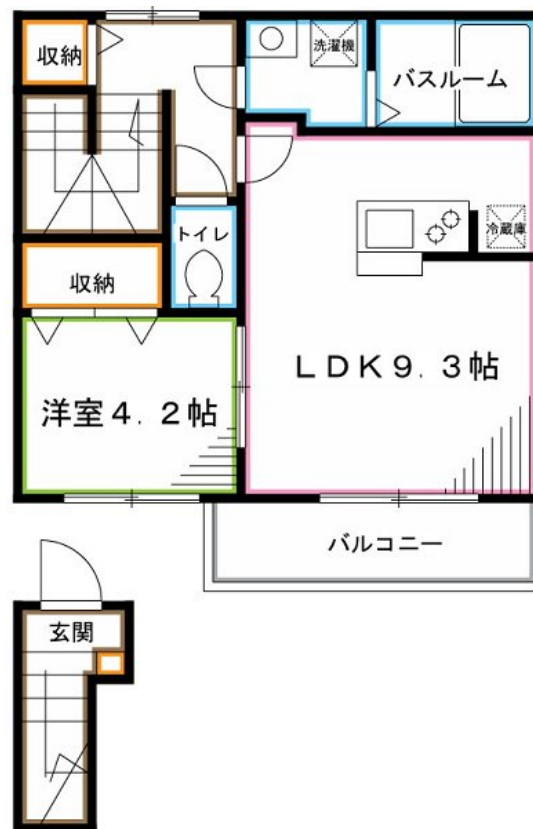 収納
洗濯機
バスルーム
トイレ
冷蔵庫
収納
LDK9.3帖
洋室4.2帖
バルコニー
玄関